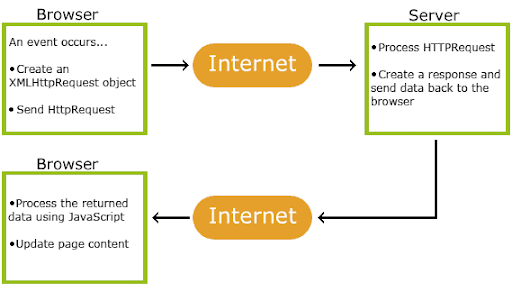 Browser
An event occurs...
•Create an
XMLHttpRequest object
• Send HttpRequest
Internet
Server
•Process HTTPRequest
•Create a response and
send data back to the
browser
Browser
•Process the returned
data using JavaScript
•Update page content
Internet